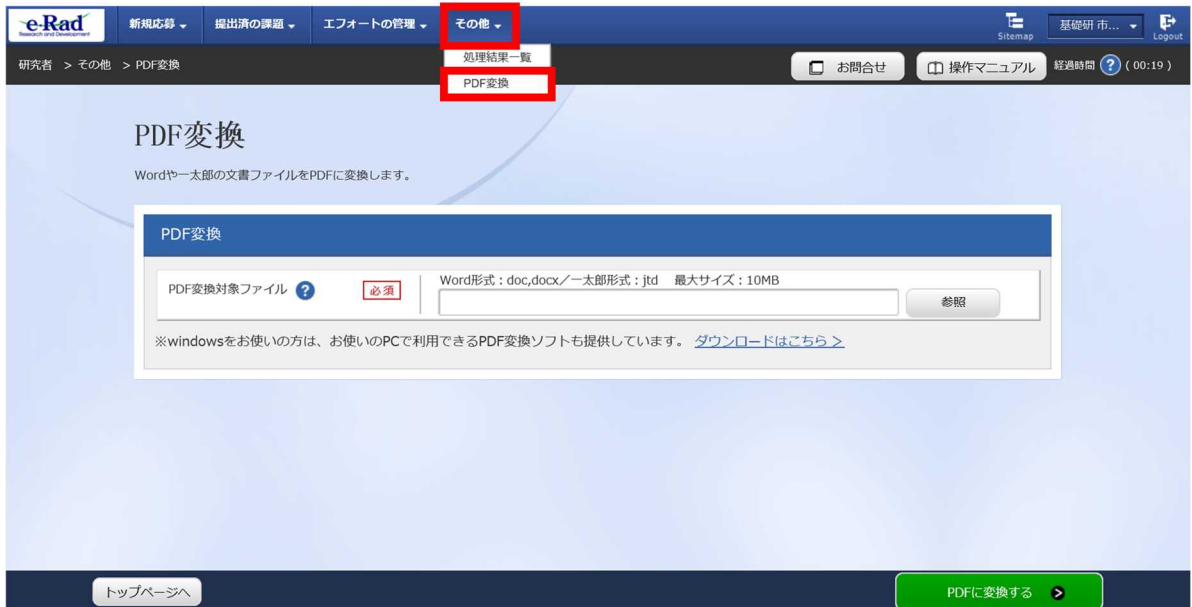 e-Rad
Research and Development
新規応募
提出済の課題
エフォートの管理
その他
Sitemap
基礎研 市...
Logout
研究者 > その他 > PDF変換
処理結果一覧
PDF変換
お問合せ
操作マニュアル
経過時間 ? ( 00:19 )
PDF変換
Wordや一太郎の文書ファイルをPDFに変換します。
PDF変換
PDF変換対象ファイル ?
必須
Word形式：doc,docx／一太郎形式：jtd 最大サイズ：10MB
参照
※windowsをお使いの方は、お使いのPCで利用できるPDF変換ソフトも提供しています。 ダウンロードはこちら >
トップページへ
PDFに変換する